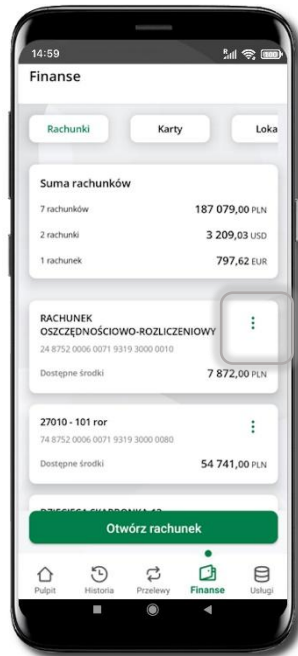 14:59
Finanse
Rachunki Karty Loka
Suma rachunków
7 rachunków 187 079,00 PLN
2 rachunki 3 209,03 USD
1 rachunek 797,62 EUR
RACHUNEK
OSZCZĘDNOŚCIOWO-ROZLICZENIOWY
24 8752 0006 0071 9319 3000 0010
Dostępne środki 7 872,00 PLN
27010 - 101 ror
74 8752 0006 0071 9319 3000 0080
Dostępne środki 54 741,00 PLN
Otwórz rachunek
Pulpit Historia Przelewy Finanse Usługi